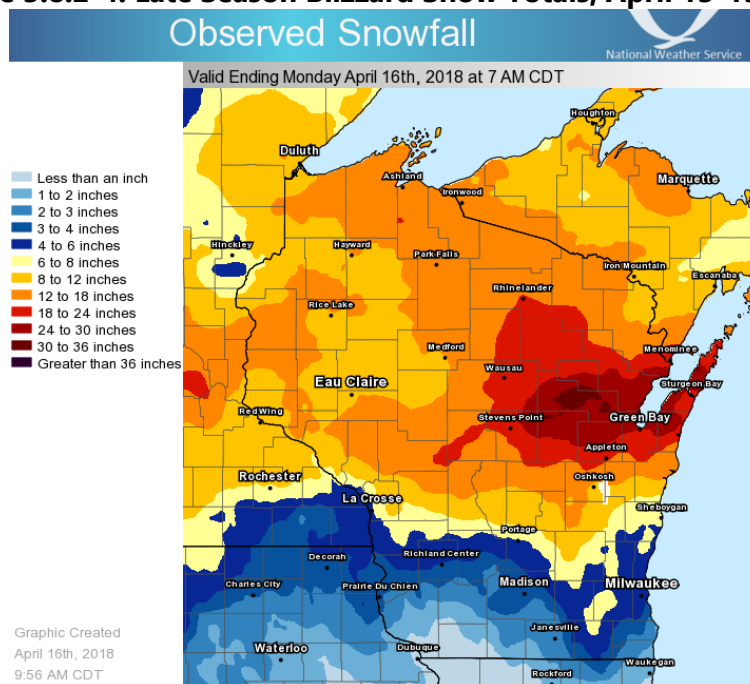 Late Season Blizzard Snow Totals, April
Observed Snowfall
National Weather Service
Valid Ending Monday April 16th, 2018 at 7 AM CDT
Houghton
Duluth
Ashland
Marquette
Ironwood
Less than an inch
1 to 2 inches
2 to 3 inches
3 to 4 inches
4 to 6 inches
6 to 8 inches
8 to 12 inches
12 to 18 inches
18 to 24 inches
24 to 30 inches
30 to 36 inches
Greater than 36 inches
Hinckley
Hayward
Park Falls
Iron Mountain
Escanaba
Rhinelander
Rice Lake
Medford
Menominee
Wausau
Eau Claire
Sturgeon Bay
Red Wing
Stevens Point
Green Bay
Appleton
Rochester
Oshkosh
La Crosse
Sheboygan
Portage
Decorah
Richland Center
Charles City
Prairie Du Chien
Madison
Milwaukee
Janesville
Graphic Created
April 16th, 2018
9:56 AM CDT
Waterloo
Dubuque
Waukegan
Rockford